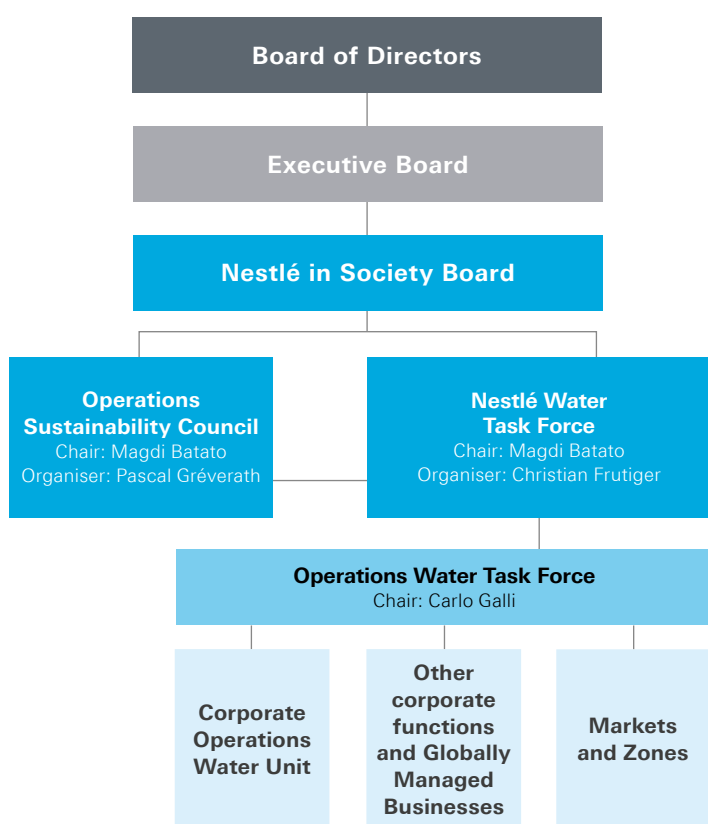 Board of Directors
Executive Board
Nestlé in Society Board
Operations
Sustainability Council
Chair: Magdi Batato
Organiser: Pascal Gréverath
Nestlé Water
Task Force
Chair: Magdi Batato
Organiser: Christian Frutiger
Operations Water Task Force
Chair: Carlo Galli
Corporate
Operations
Water Unit
Other
corporate
functions
and Globally
Managed
Businesses
Markets
and Zones